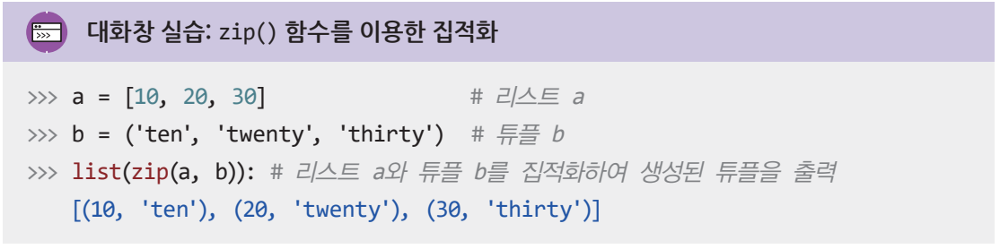 대화창 실습: zip() 함수를 이용한 집적화
>>> a = [10, 20, 30] # 리스트 a
>>> b = ('ten', 'twenty', 'thirty') # 튜플 b
>>> list(zip(a, b)): # 리스트 a와 튜플 b를 집적화하여 생성된 튜플을 출력
[(10, 'ten'), (20, 'twenty'), (30, 'thirty')]